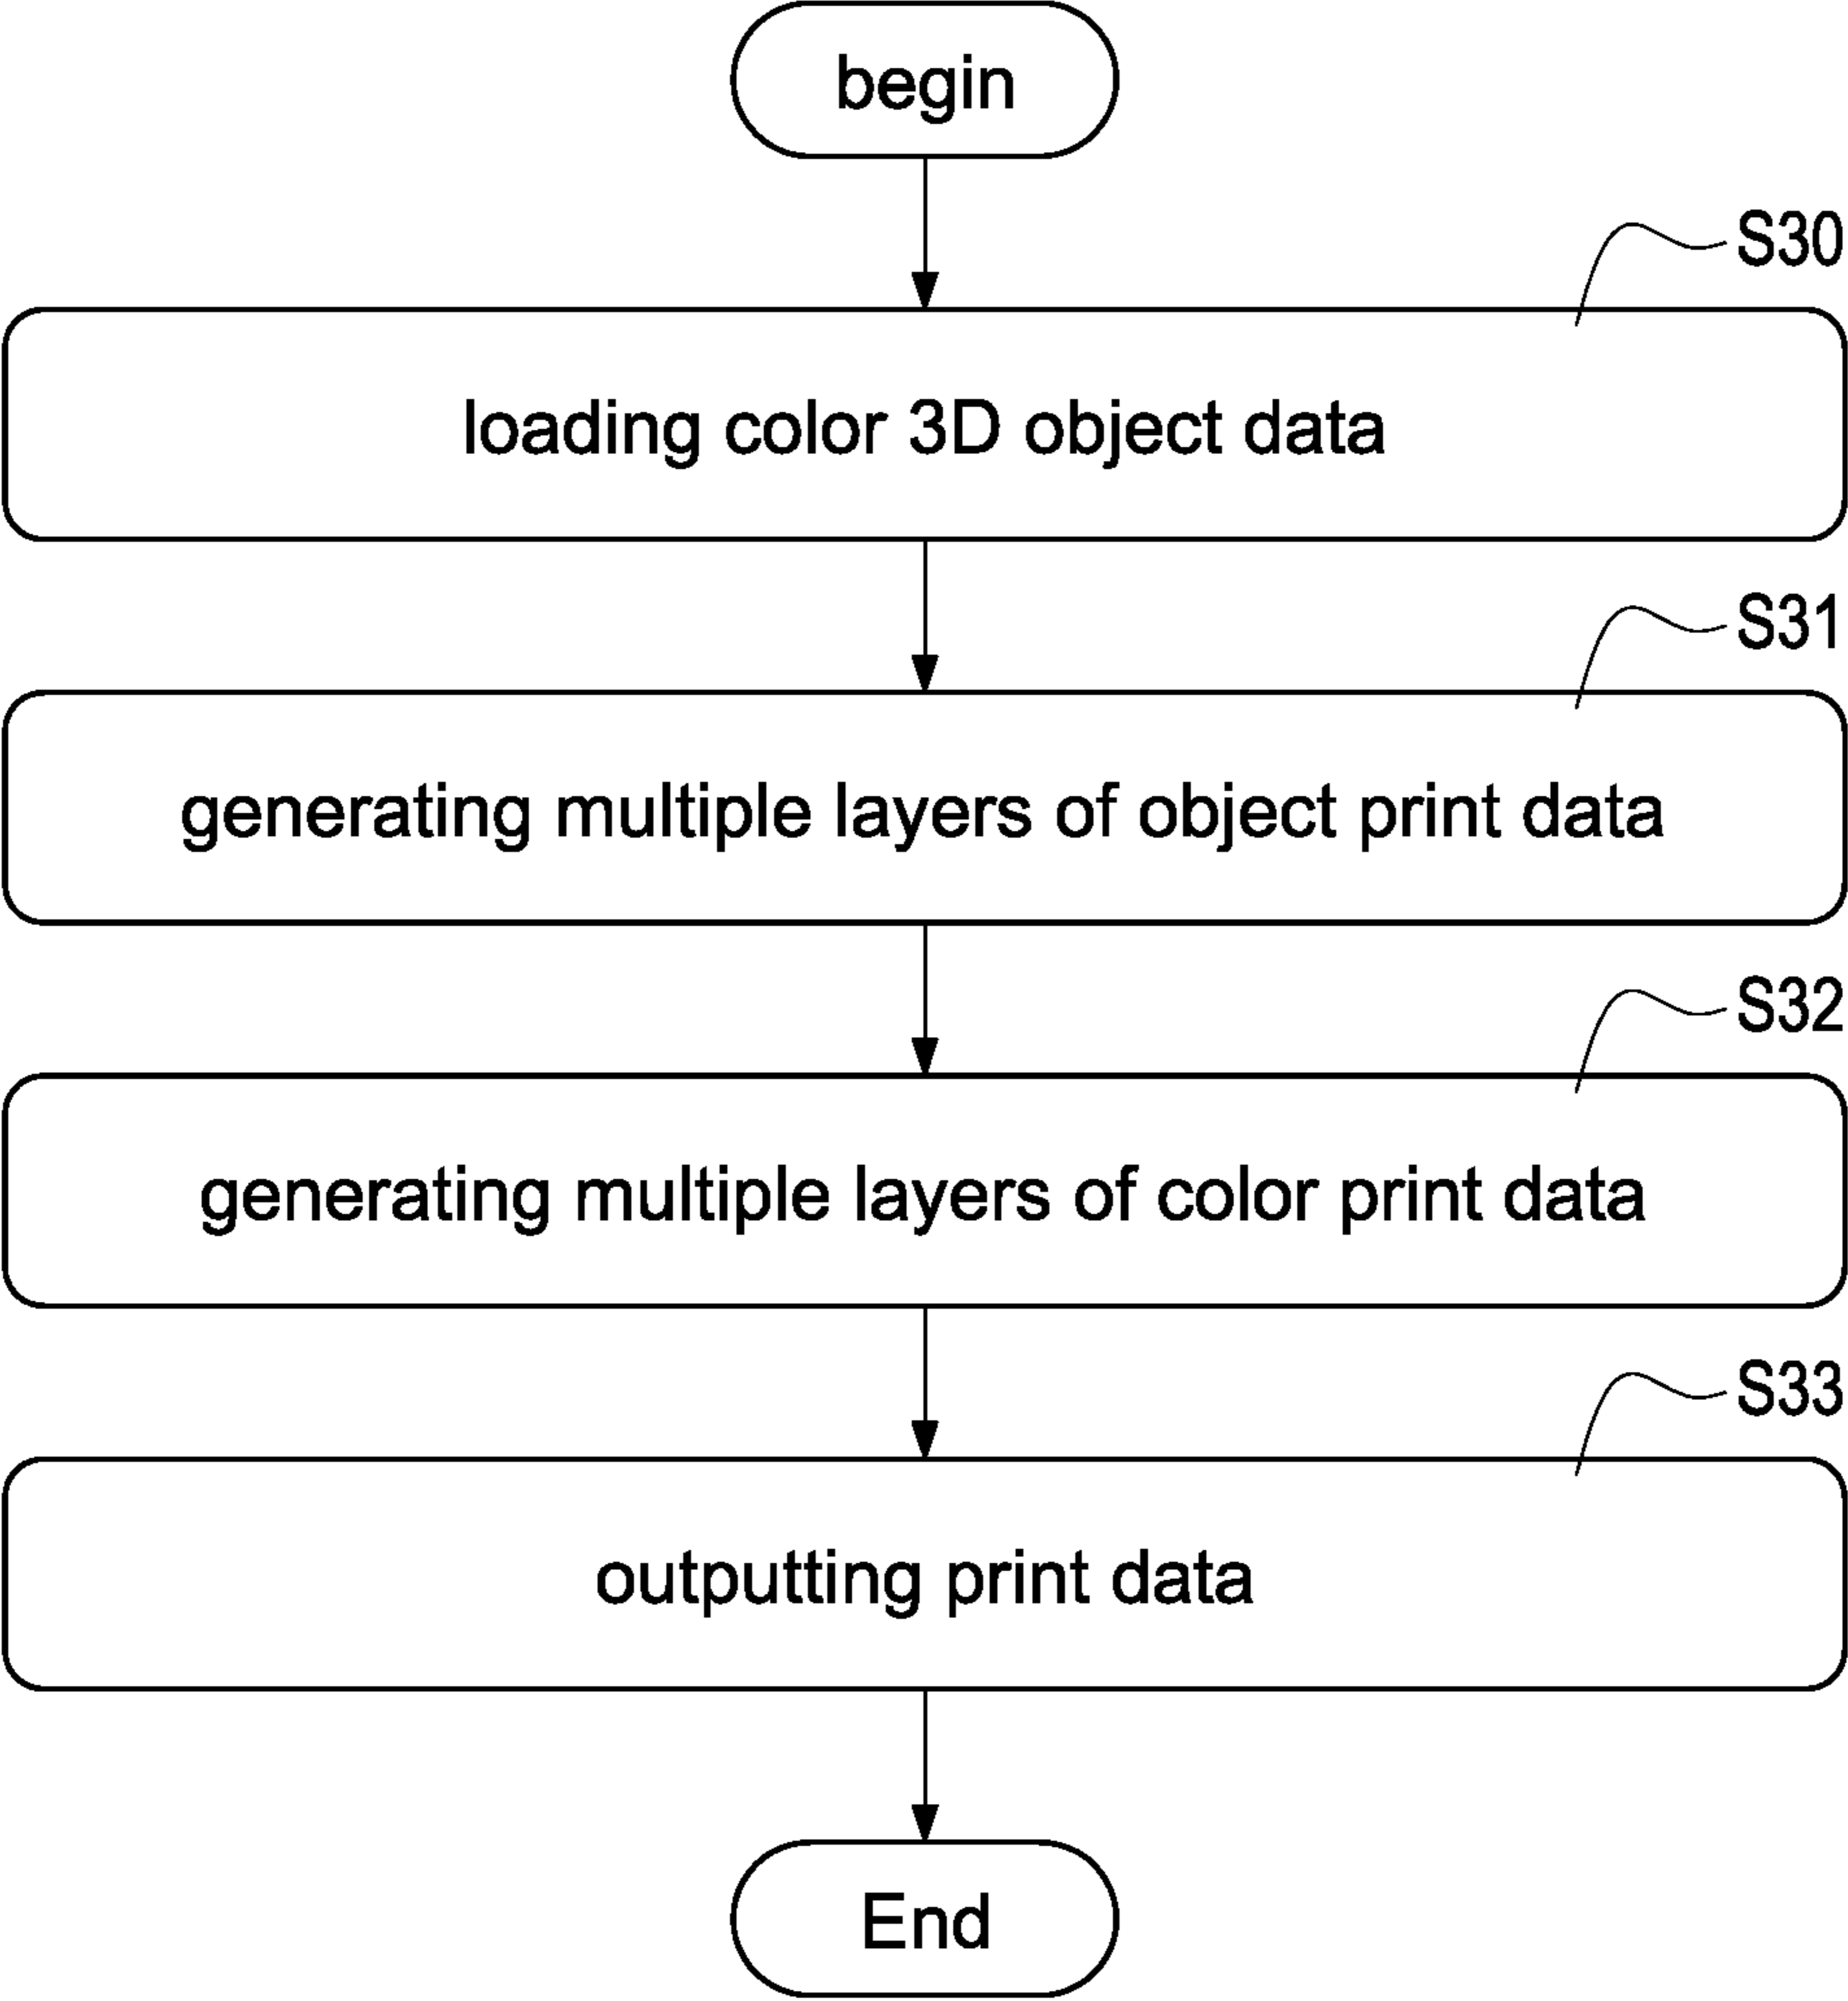 begin
S30
loading color 3D object data
S31
generating multiple layers of object print data
S32
generating multiple layers of color print data
S33
outputting print data
End